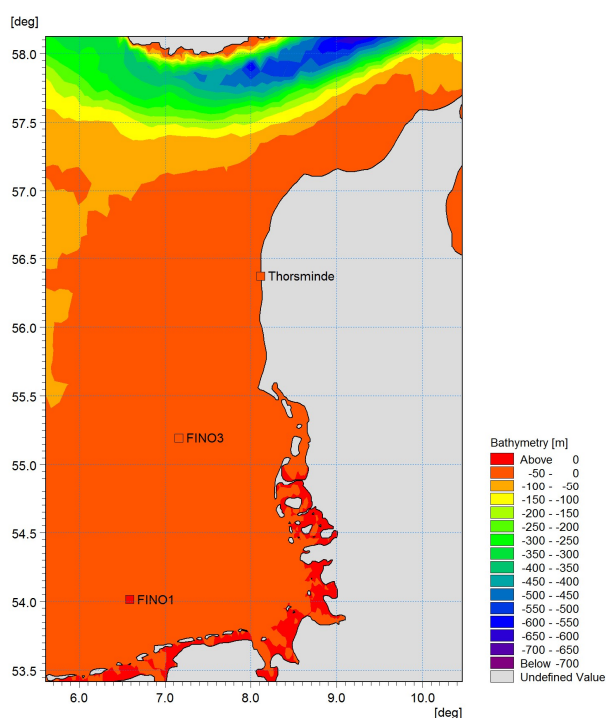 [deg]
58.0
57.5
57.0
56.5
Thorsminde
56.0
55.5
FINO3
55.0
54.5
FINO1
54.0
53.5
6.0 7.0 8.0 9.0 10.0
[deg]
Bathymetry [m]
Above 0
-50 - 0
-100 - -50
-150 - -100
-200 - -150
-250 - -200
-300 - -250
-350 - -300
-400 - -350
-450 - -400
-500 - -450
-550 - -500
-600 - -550
-650 - -600
-700 - -650
Below -700
Undefined Value